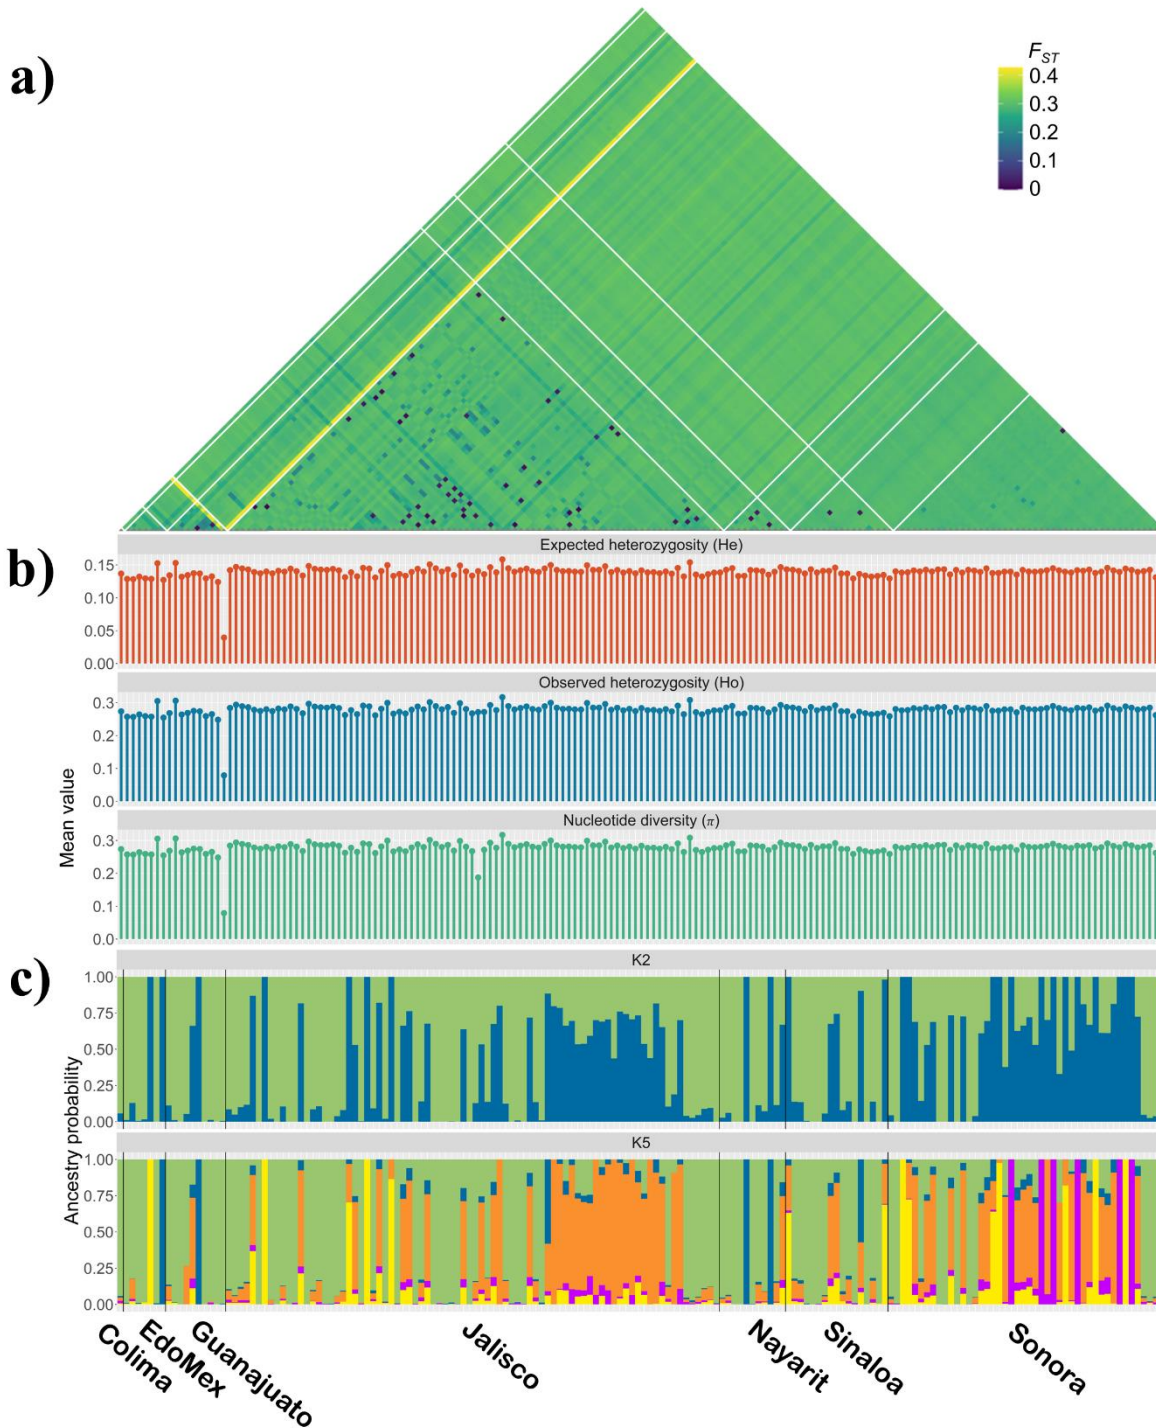 a)
F_ST
0.4
0.3
0.2
0.1
0
b)
Expected heterozygosity (He)
0.15
0.10
0.05
0.00
Observed heterozygosity (Ho)
0.3
0.2
0.1
0.0
Mean value
Nucleotide diversity (π)
0.3
0.2
0.1
0.0
c)
K2
1.00
0.75
0.50
0.25
0.00
Ancestry probability
K5
1.00
0.75
0.50
0.25
0.00
Colima
EdoMex
Guanajuato
Jalisco
Nayarit
Sinaloa
Sonora